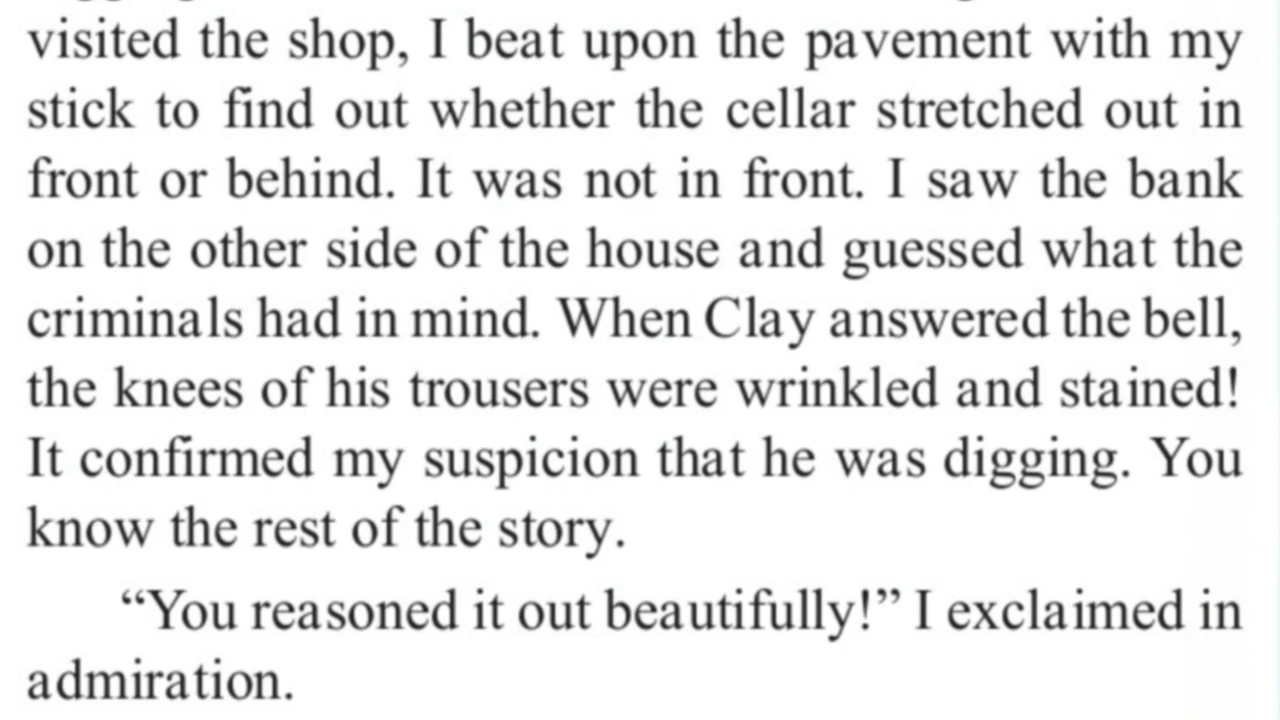 visited the shop, I beat upon the pavement with my
stick to find out whether the cellar stretched out in
front or behind. It was not in front. I saw the bank
on the other side of the house and guessed what the
criminals had in mind. When Clay answered the bell,
the knees of his trousers were wrinkled and stained!
It confirmed my suspicion that he was digging. You
know the rest of the story.
“You reasoned it out beautifully!” I exclaimed in
admiration.